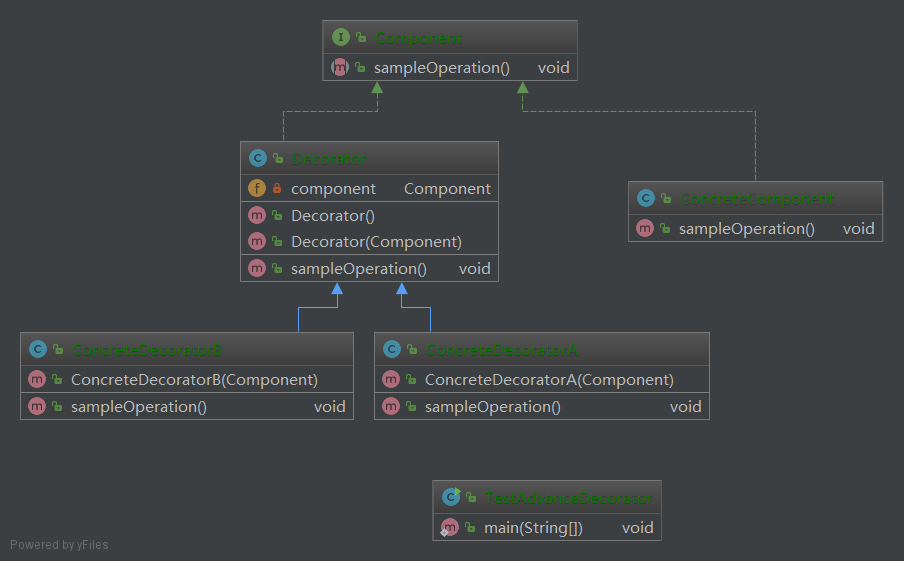 I Component
m sampleOperation() void
C Decorator
f component Component
m Decorator()
m Decorator(Component)
m sampleOperation() void
C ConcreteComponent
m sampleOperation() void
C ConcreteDecoratorB
m ConcreteDecoratorB(Component)
m sampleOperation() void
C ConcreteDecoratorA
m ConcreteDecoratorA(Component)
m sampleOperation() void
C TestAdvanceDecorator
m main(String[]) void
Powered by yFiles